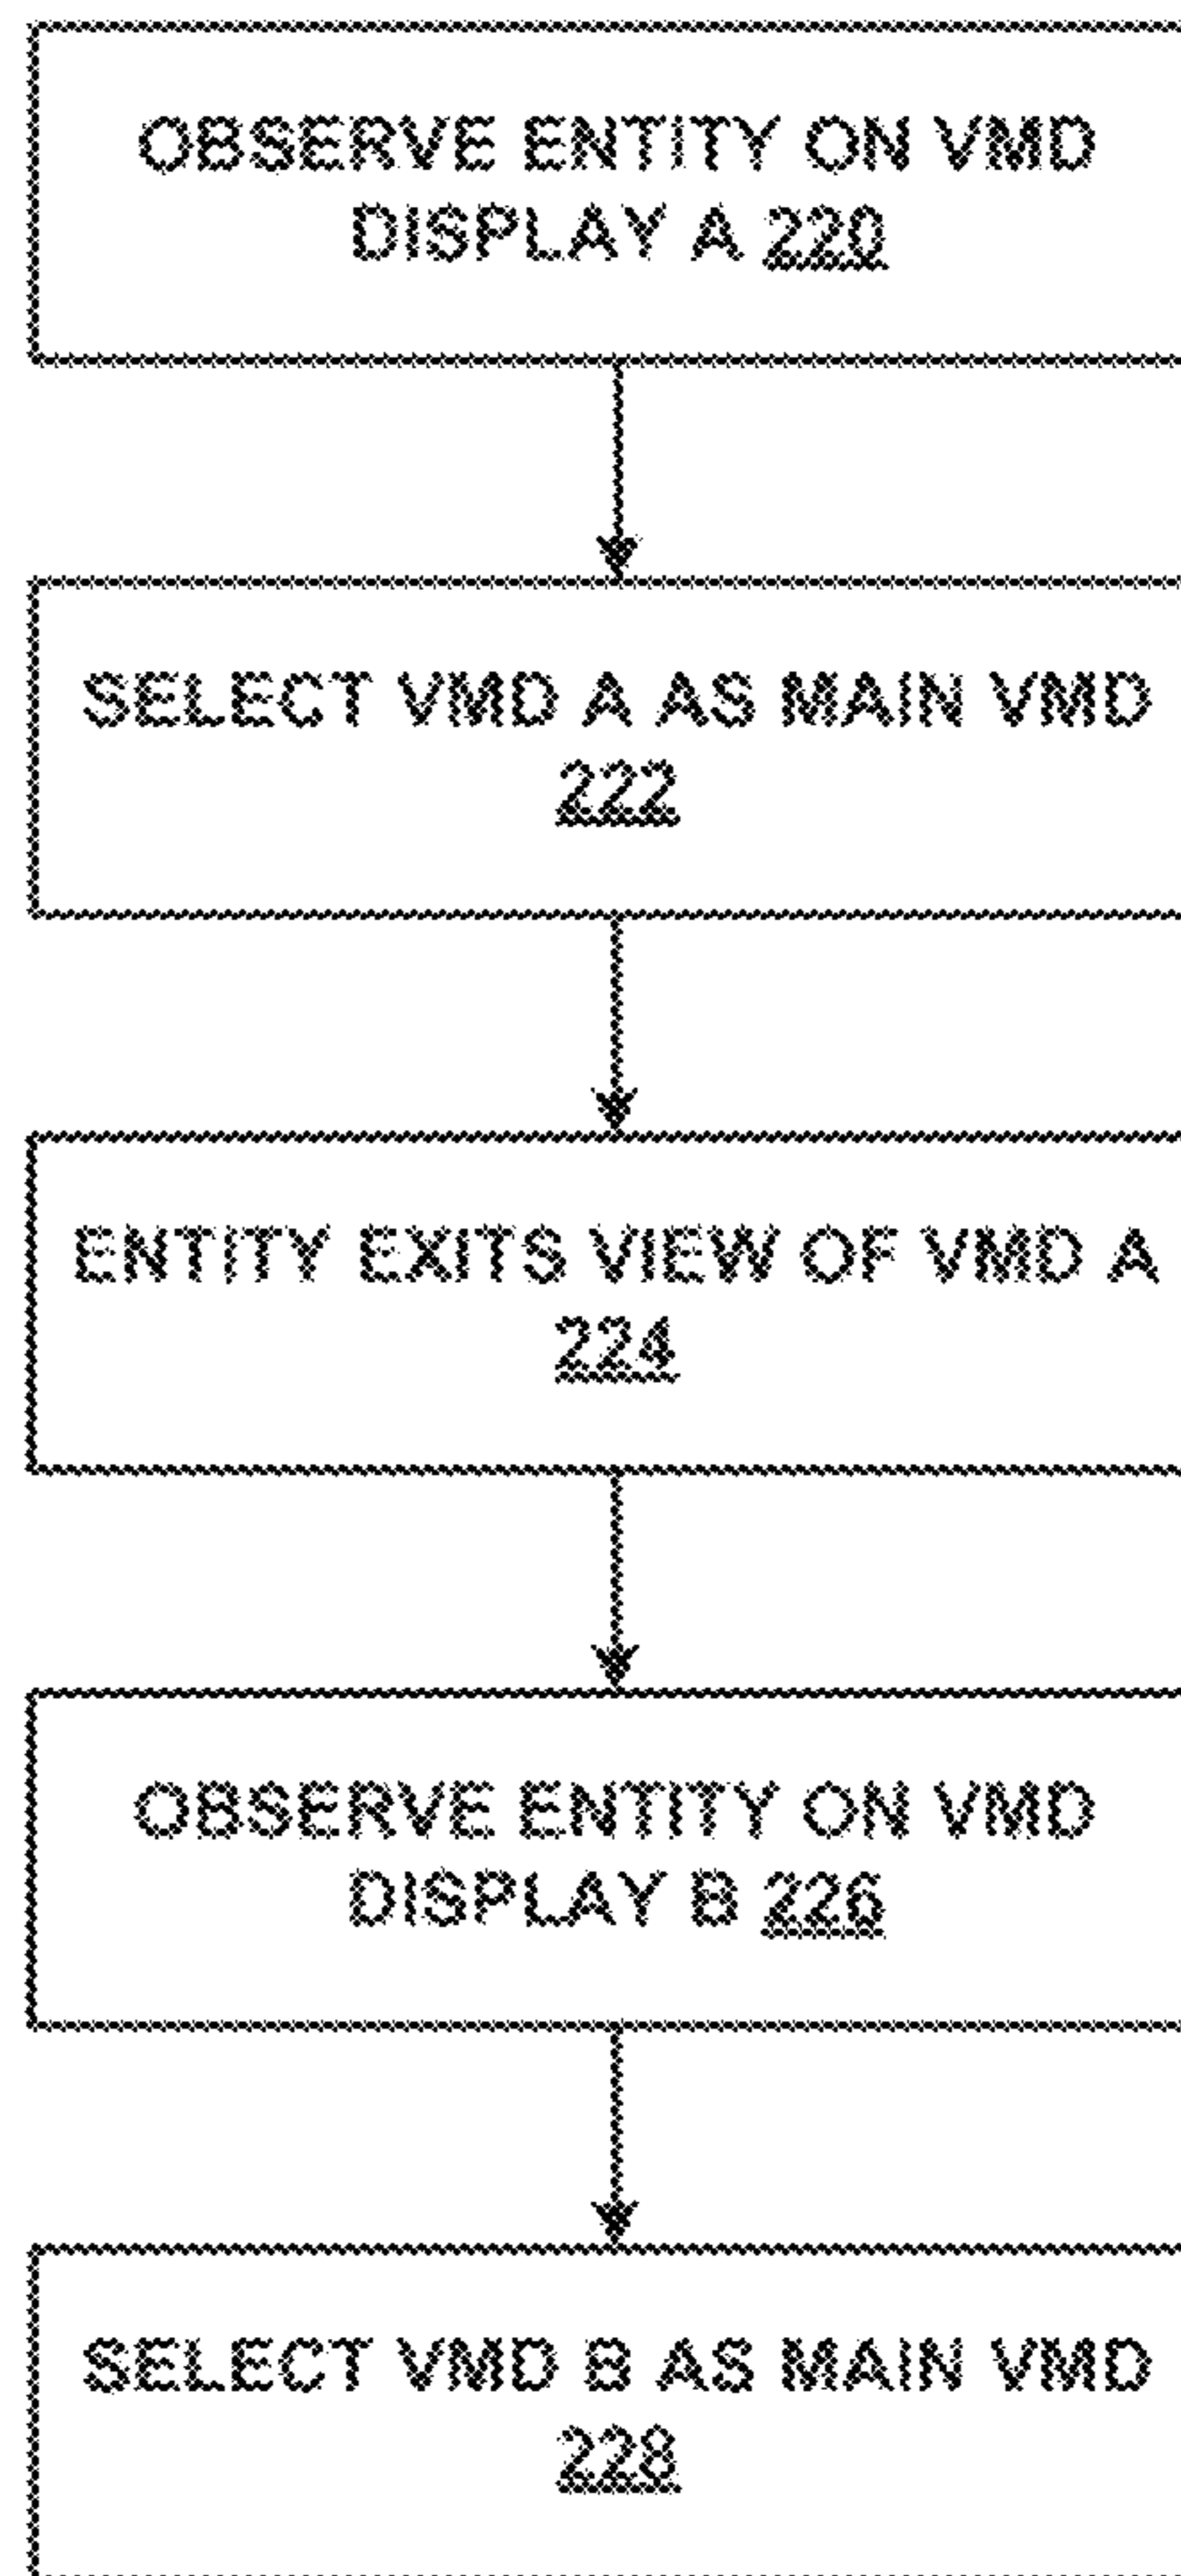 OBSERVE ENTITY ON VMD
DISPLAY A 220
SELECT VMD A AS MAIN VMD
222
ENTITY EXITS VIEW OF VMD A
224
OBSERVE ENTITY ON VMD
DISPLAY B 226
SELECT VMD B AS MAIN VMD
228